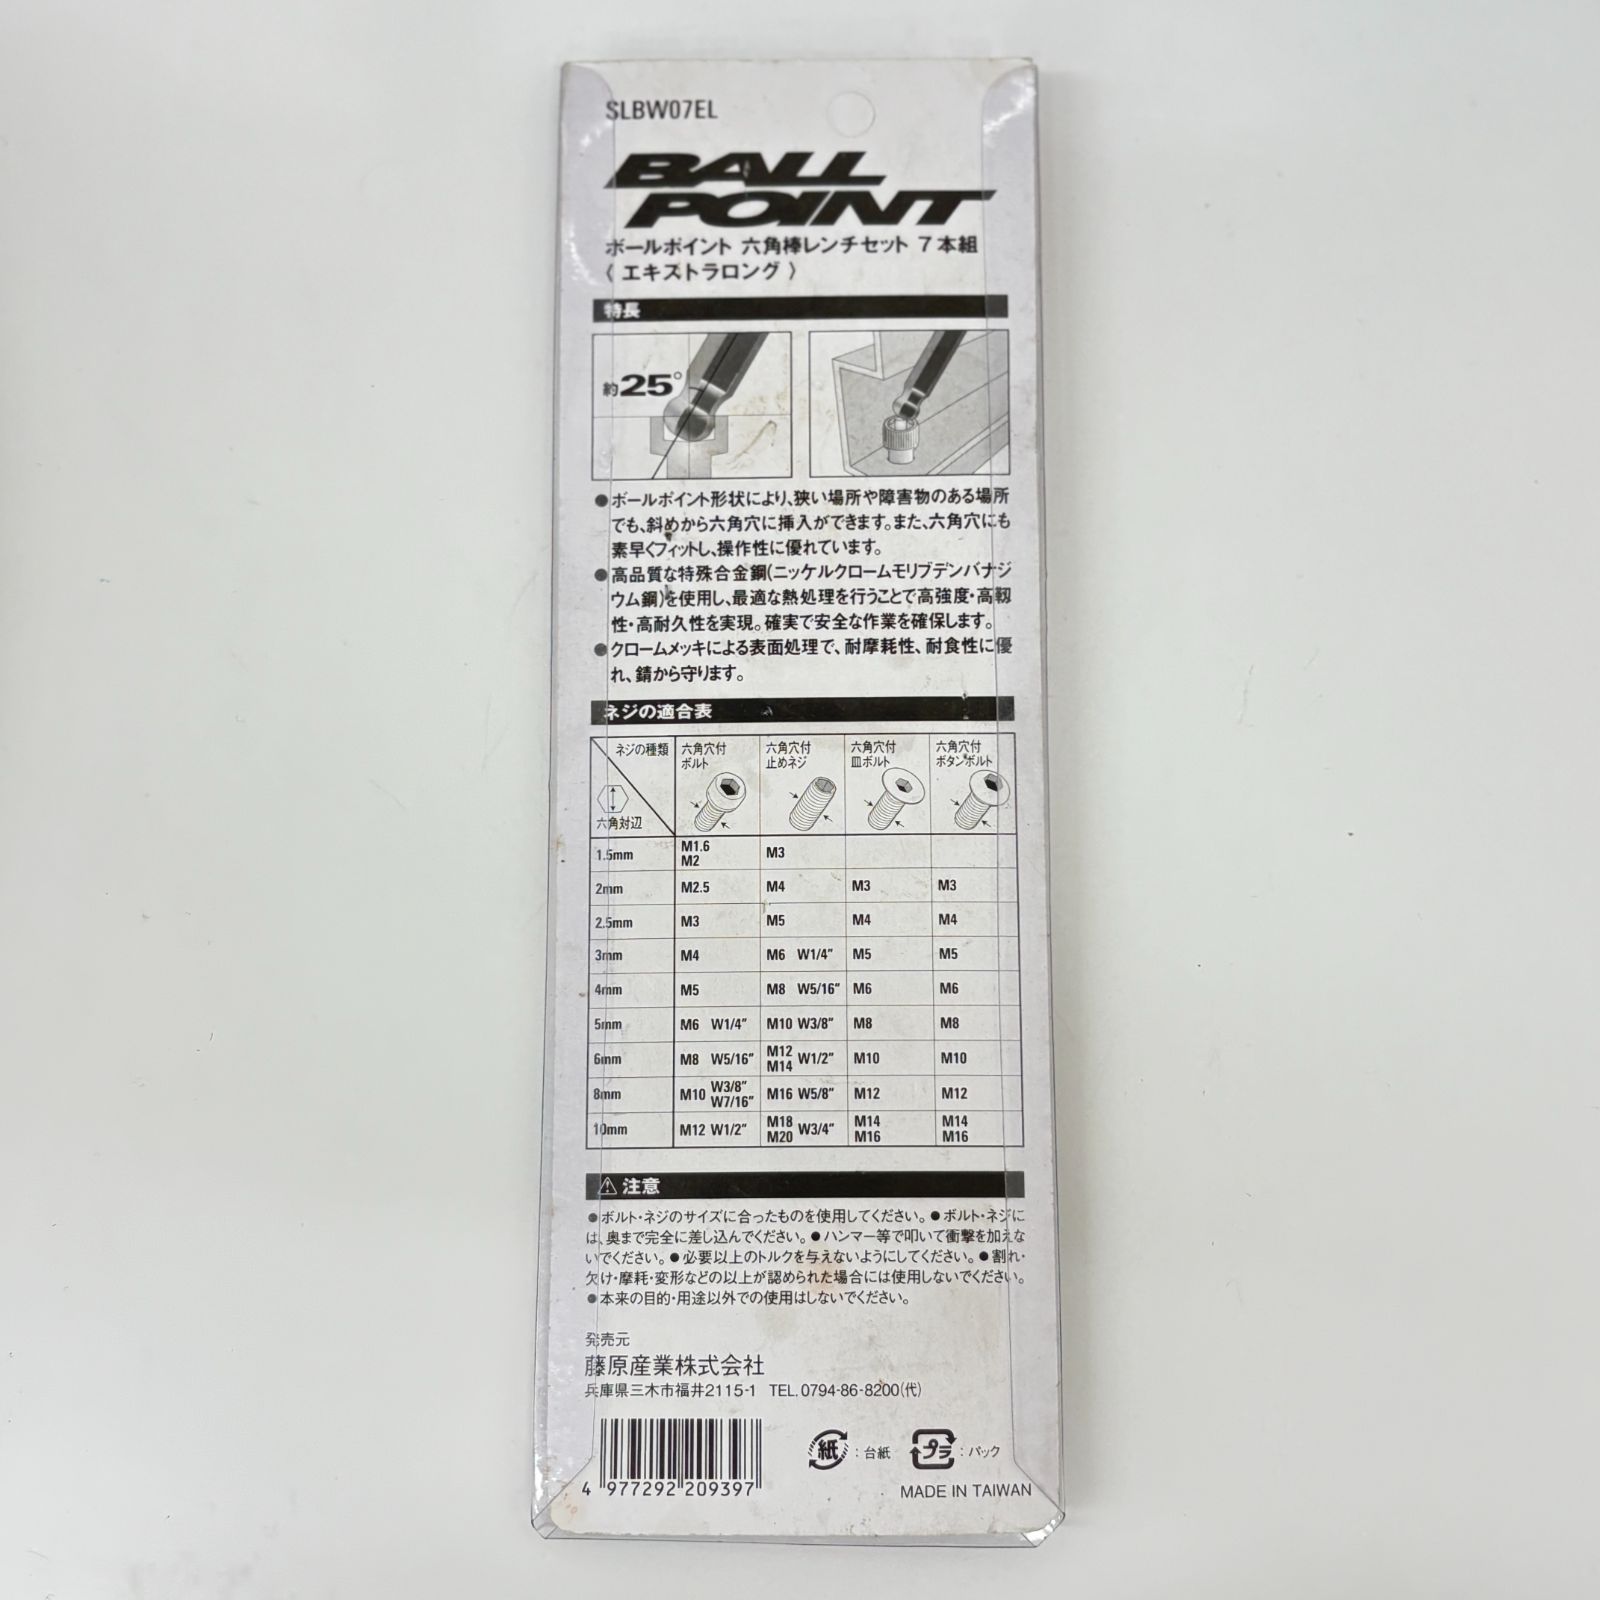 SLBW07EL
BALL
POINT
ボールポイント 六角棒レンチセット 7本組
〈 エキストラロング 〉
特長
約25°
●ボールポイント形状により、狭い場所や障害物のある場所
でも、斜めから六角穴に挿入ができます。また、六角穴にも
素早くフィットし、操作性に優れています。
●高品質な特殊合金鋼(ニッケルクロームモリブデンバナジ
ウム鋼)を使用し、最適な熱処理を行うことで高強度・高靱
性・高耐久性を実現。確実で安全な作業を確保します。
●クロームメッキによる表面処理で、耐摩耗性、耐食性に優
れ、錆から守ります。
ネジの適合表
ネジの種類 六角穴付 六角穴付 六角穴付 六角穴付
ボルト 止めネジ 皿ボルト ボタンボルト
六角対辺
1.5mm M1.6 M2 M3
2mm M2.5 M4 M3 M3
2.5mm M3 M5 M4 M4
3mm M4 M6 W1/4" M5 M5
4mm M5 M8 W5/16" M6 M6
5mm M6 W1/4" M10 W3/8" M8 M8
6mm M8 W5/16" M12 M14 W1/2" M10 M10
8mm M10 W3/8" W7/16" M16 W5/8" M12 M12
10mm M12 W1/2" M18 M20 W3/4" M14 M16 M14 M16
⚠ 注意
●ボルト・ネジのサイズに合ったものを使用してください。●ボルト・ネジに
は、奥まで完全に差し込んでください。●ハンマー等で叩いて衝撃を加えな
いでください。●必要以上のトルクを与えないようにしてください。●割れ・
欠け・摩耗・変形などの以上が認められた場合には使用しないでください。
●本来の目的・用途以外での使用はしないでください。
発売元
藤原産業株式会社
兵庫県三木市福井2115-1 TEL.0794-86-8200(代)
紙 :台紙 プラ :パック
4 977292 209397
MADE IN TAIWAN